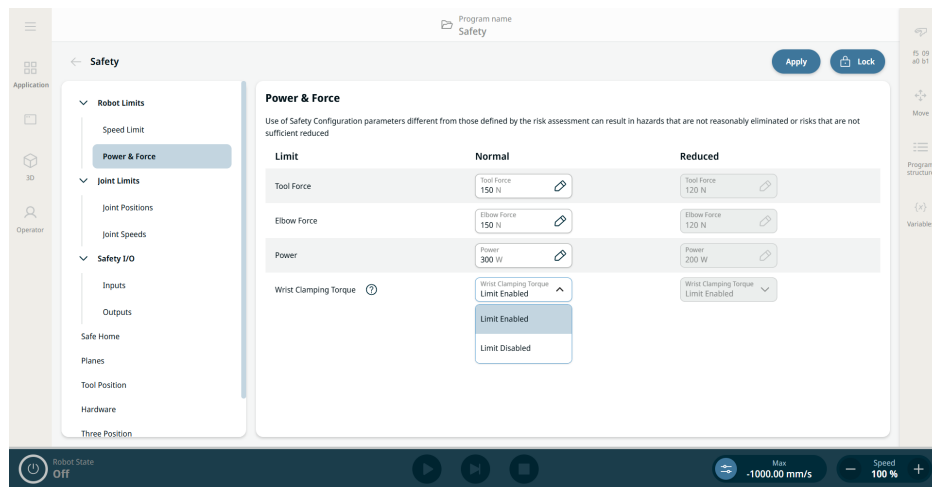 Program name
Safety
Safety
Apply
Lock
f5 09
a0 b1
Application
3D
Operator
Move
Program
structure
{x}
Variable
Robot Limits
Speed Limit
Power & Force
Joint Limits
Joint Positions
Joint Speeds
Safety I/O
Inputs
Outputs
Safe Home
Planes
Tool Position
Hardware
Three Position
Power & Force
Use of Safety Configuration parameters different from those defined by the risk assessment can result in hazards that are not reasonably eliminated or risks that are not
sufficient reduced
Limit Normal Reduced
Tool Force
Tool Force
150 N
Tool Force
120 N
Elbow Force
Elbow Force
150 N
Elbow Force
120 N
Power
Power
300 W
Power
200 W
Wrist Clamping Torque ?
Wrist Clamping Torque
Limit Enabled
Wrist Clamping Torque
Limit Enabled
Limit Enabled
Limit Disabled
Robot State
Off
Max
-1000.00 mm/s
Speed
100 %